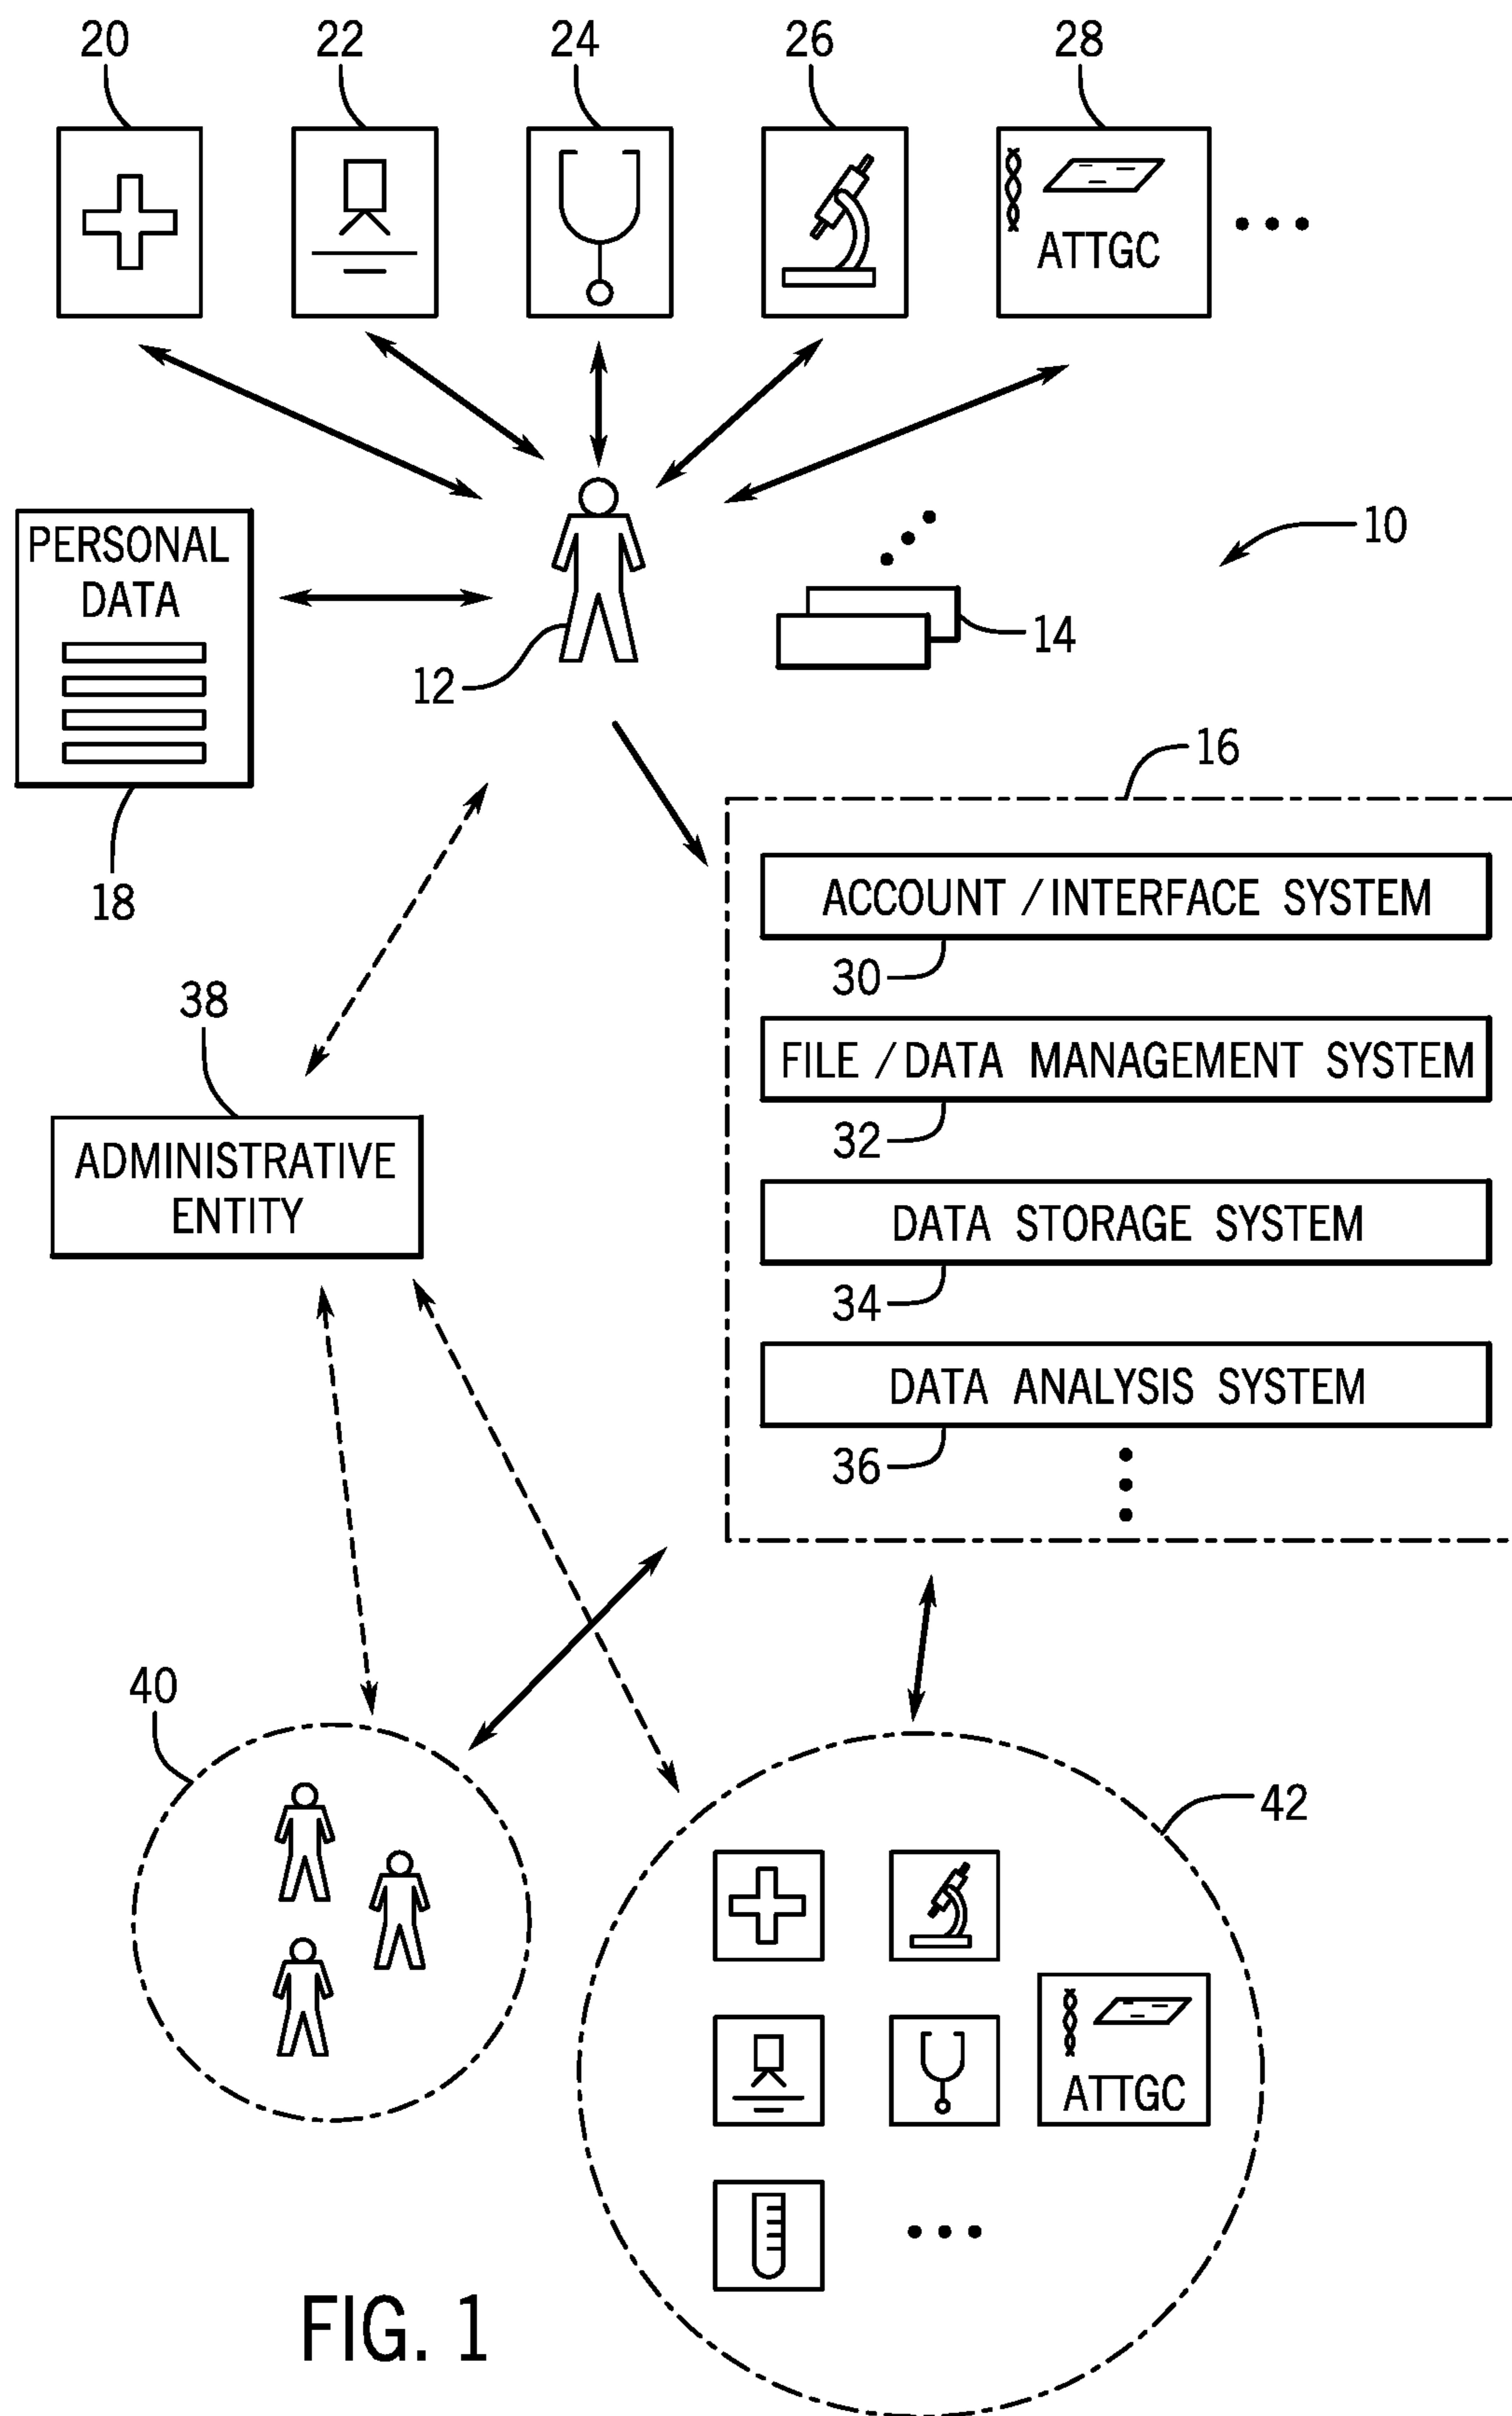 20
22
24
26
28
ATTGC
PERSONAL
DATA
10
14
12
16
18
ACCOUNT / INTERFACE SYSTEM
30
38
FILE / DATA MANAGEMENT SYSTEM
32
ADMINISTRATIVE
ENTITY
DATA STORAGE SYSTEM
34
DATA ANALYSIS SYSTEM
36
40
42
ATTGC
FIG. 1